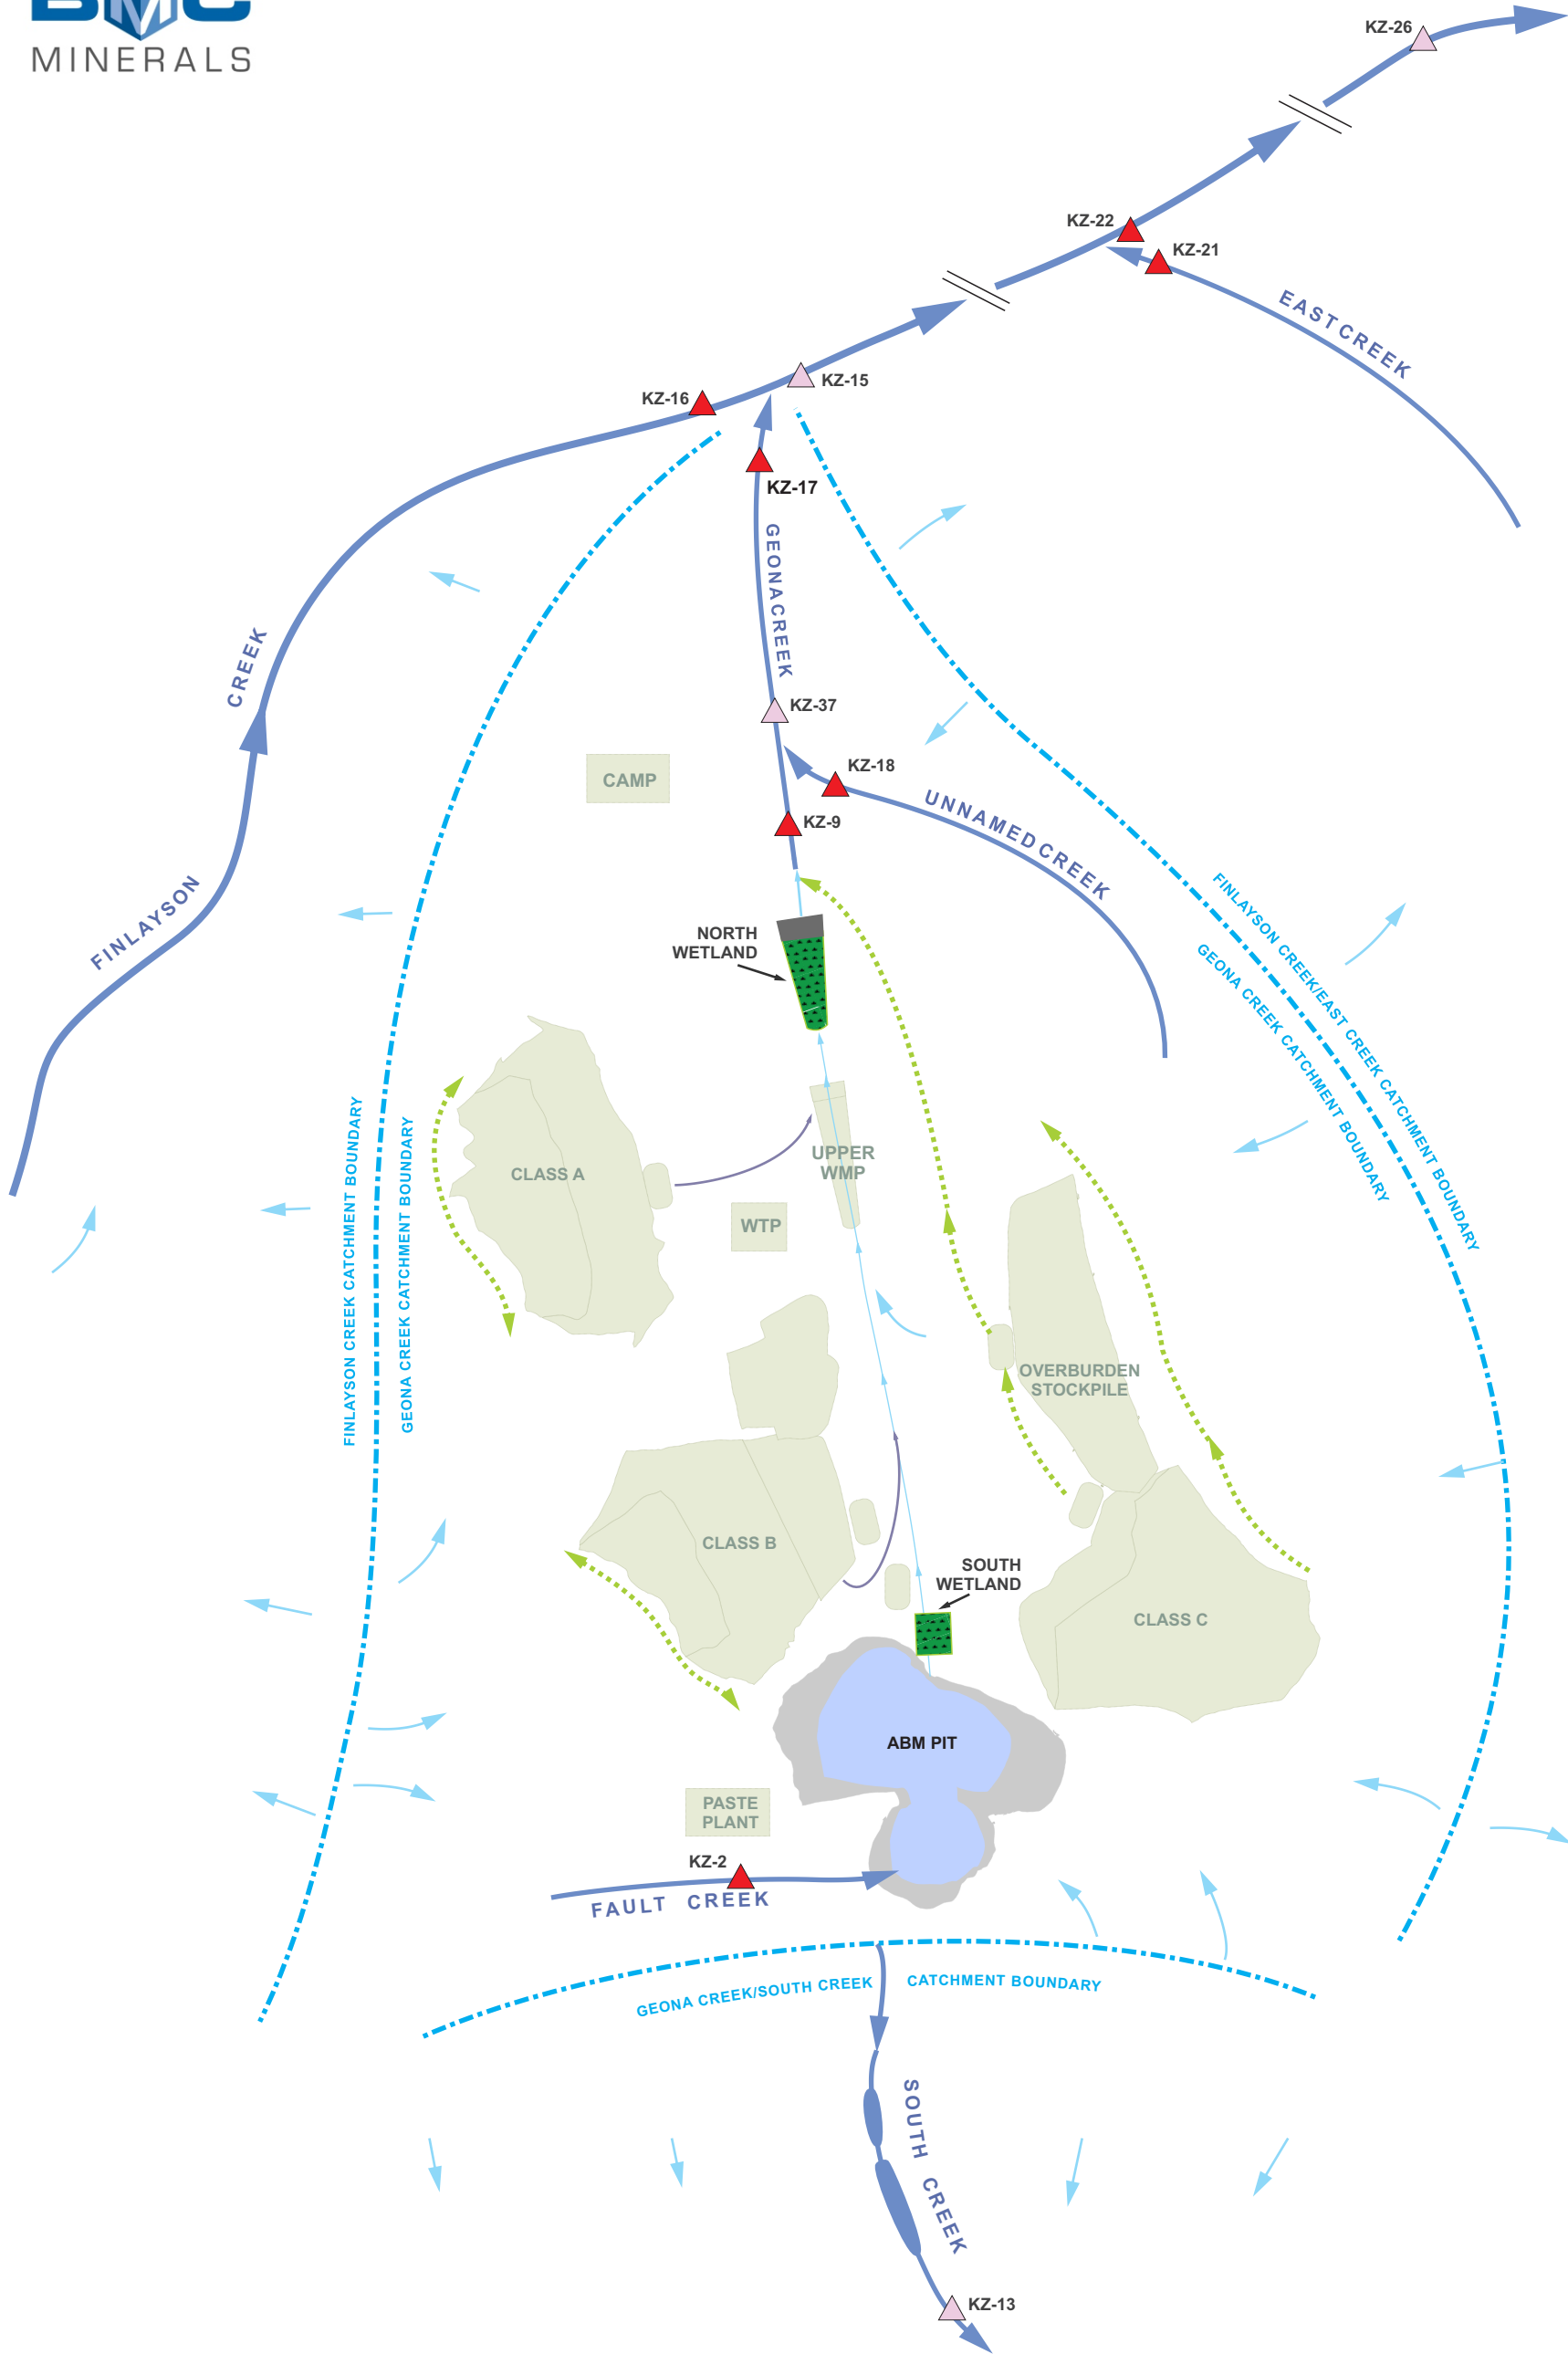 BMC
MINERALS
KZ-26
KZ-22
KZ-21
EAST CREEK
KZ-15
KZ-16
KZ-17
GEONA CREEK
CREEK
KZ-37
CAMP
KZ-18
UNNAMED CREEK
KZ-9
FINLAYSON
FINLAYSON CREEK/EAST CREEK CATCHMENT BOUNDARY
GEONA CREEK CATCHMENT BOUNDARY
NORTH
WETLAND
FINLAYSON CREEK CATCHMENT BOUNDARY
GEONA CREEK CATCHMENT BOUNDARY
CLASS A
UPPER
WMP
WTP
OVERBURDEN
STOCKPILE
CLASS B
SOUTH
WETLAND
CLASS C
ABM PIT
PASTE
PLANT
KZ-2
FAULT CREEK
GEONA CREEK/SOUTH CREEK CATCHMENT BOUNDARY
SOUTH CREEK
KZ-13